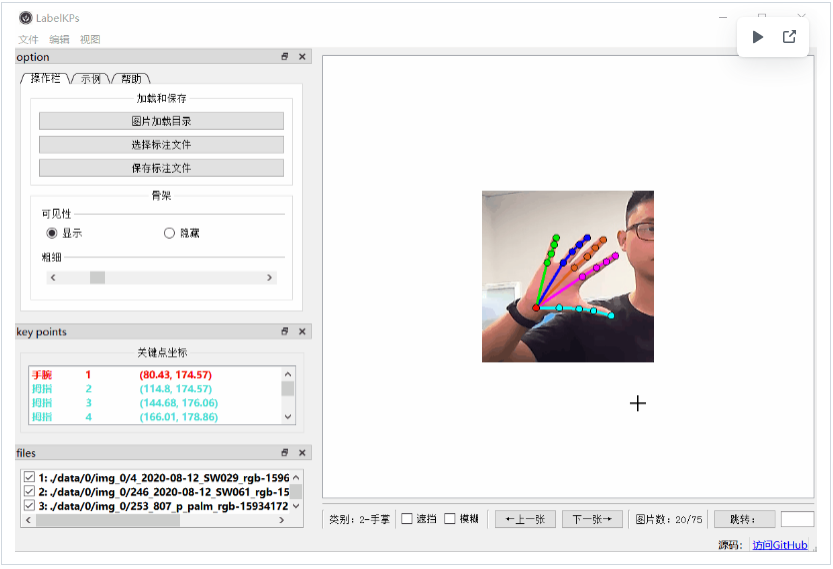 LabelKPs
文件 编辑 视图
option
操作栏 示例 帮助
加载和保存
图片加载目录
选择标注文件
保存标注文件
骨架
可见性
显示 隐藏
粗细
key points
关键点坐标
手腕 1 (80.43, 174.57)
拇指 2 (114.8, 174.57)
拇指 3 (144.68, 176.06)
拇指 4 (166.01, 178.86)
files
1: ./data/0/img_0/4_2020-08-12_SW029_rgb-1596
2: ./data/0/img_0/246_2020-08-12_SW061_rgb-15
3: ./data/0/img_0/253_807_p_palm_rgb-15934172
类别: 2-手掌 遮挡 模糊 ←上一张 下一张→ 图片数: 20/75 跳转:
源码: 访问GitHub